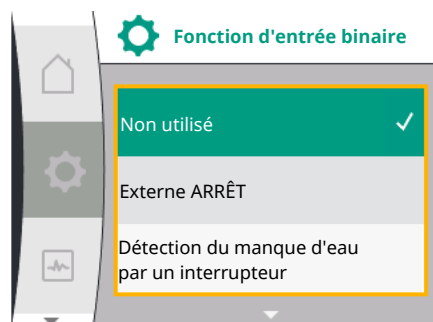 Fonction d'entrée binaire
Non utilisé
Externe ARRÊT
Détection du manque d'eau
par un interrupteur